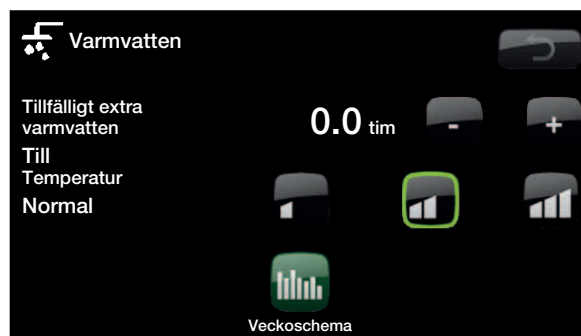 Varmvatten
Tillfälligt extra
varmvatten
0.0 tim
-
+
Till
Temperatur
Normal
Veckoschema